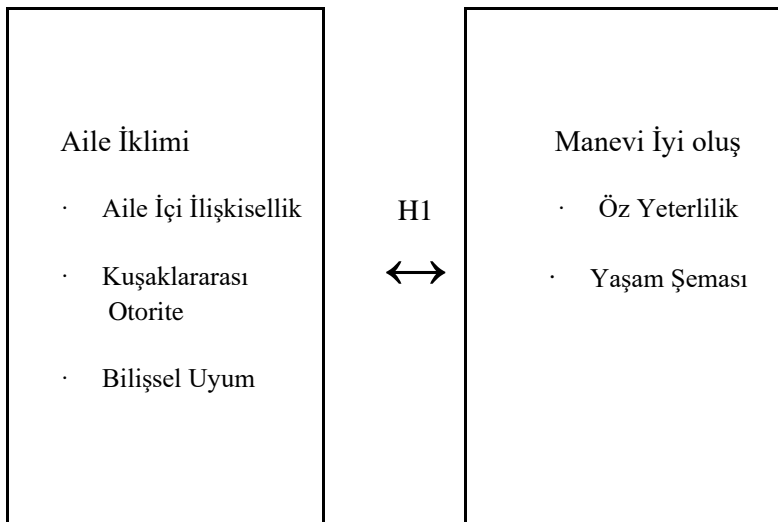 Aile İklimi
· Aile İçi İlişkisellik
· Kuşaklararası
Otorite
· Bilişsel Uyum
H1
↔
Manevi İyi oluş
· Öz Yeterlilik
· Yaşam Şeması